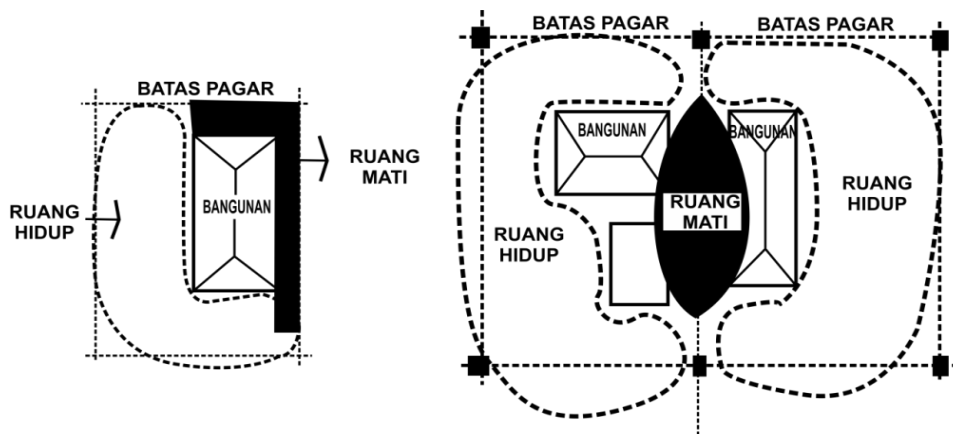 BATAS PAGAR
RUANG
MATI
BANGUNAN
RUANG
HIDUP
BATAS PAGAR
BATAS PAGAR
BANGUNAN
BANGUNAN
RUANG
MATI
RUANG
HIDUP
RUANG
HIDUP